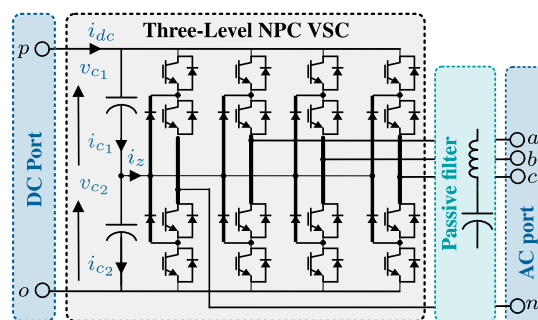 Three-Level NPC VSC
p
i_dc
v_c1
i_c1
i_z
v_c2
i_c2
o
DC Port
Passive filter
a
b
c
n
AC port